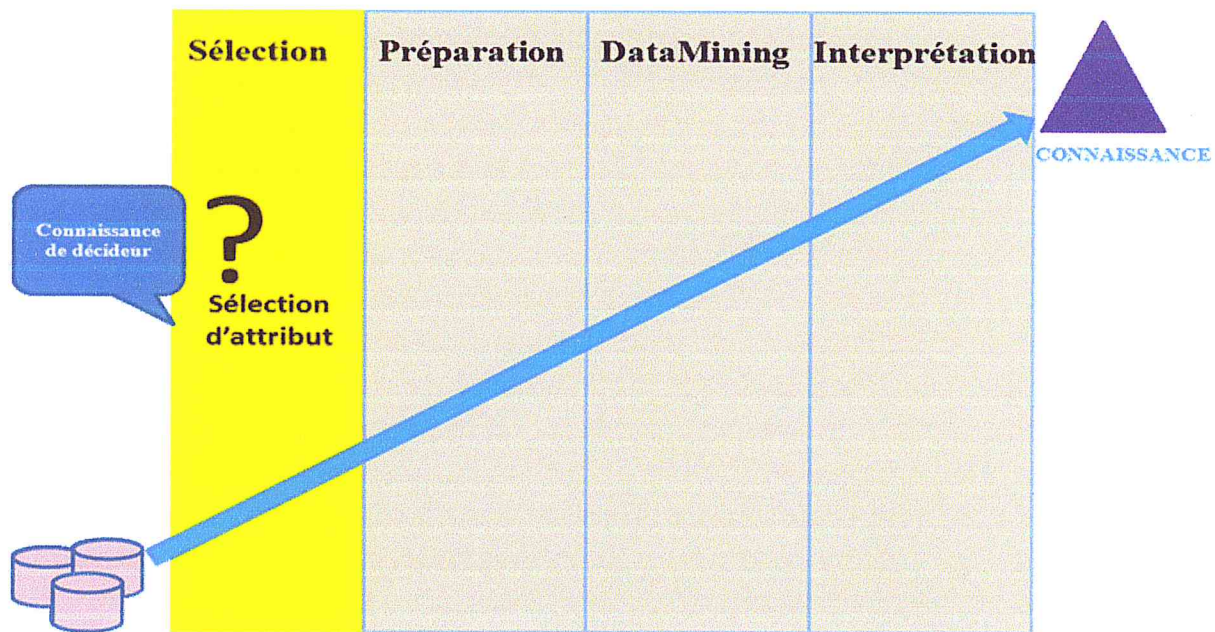 Sélection
Préparation
DataMining
Interprétation
CONNAISSANCE
Connaissance
de décideur
?
Sélection
d'attribut